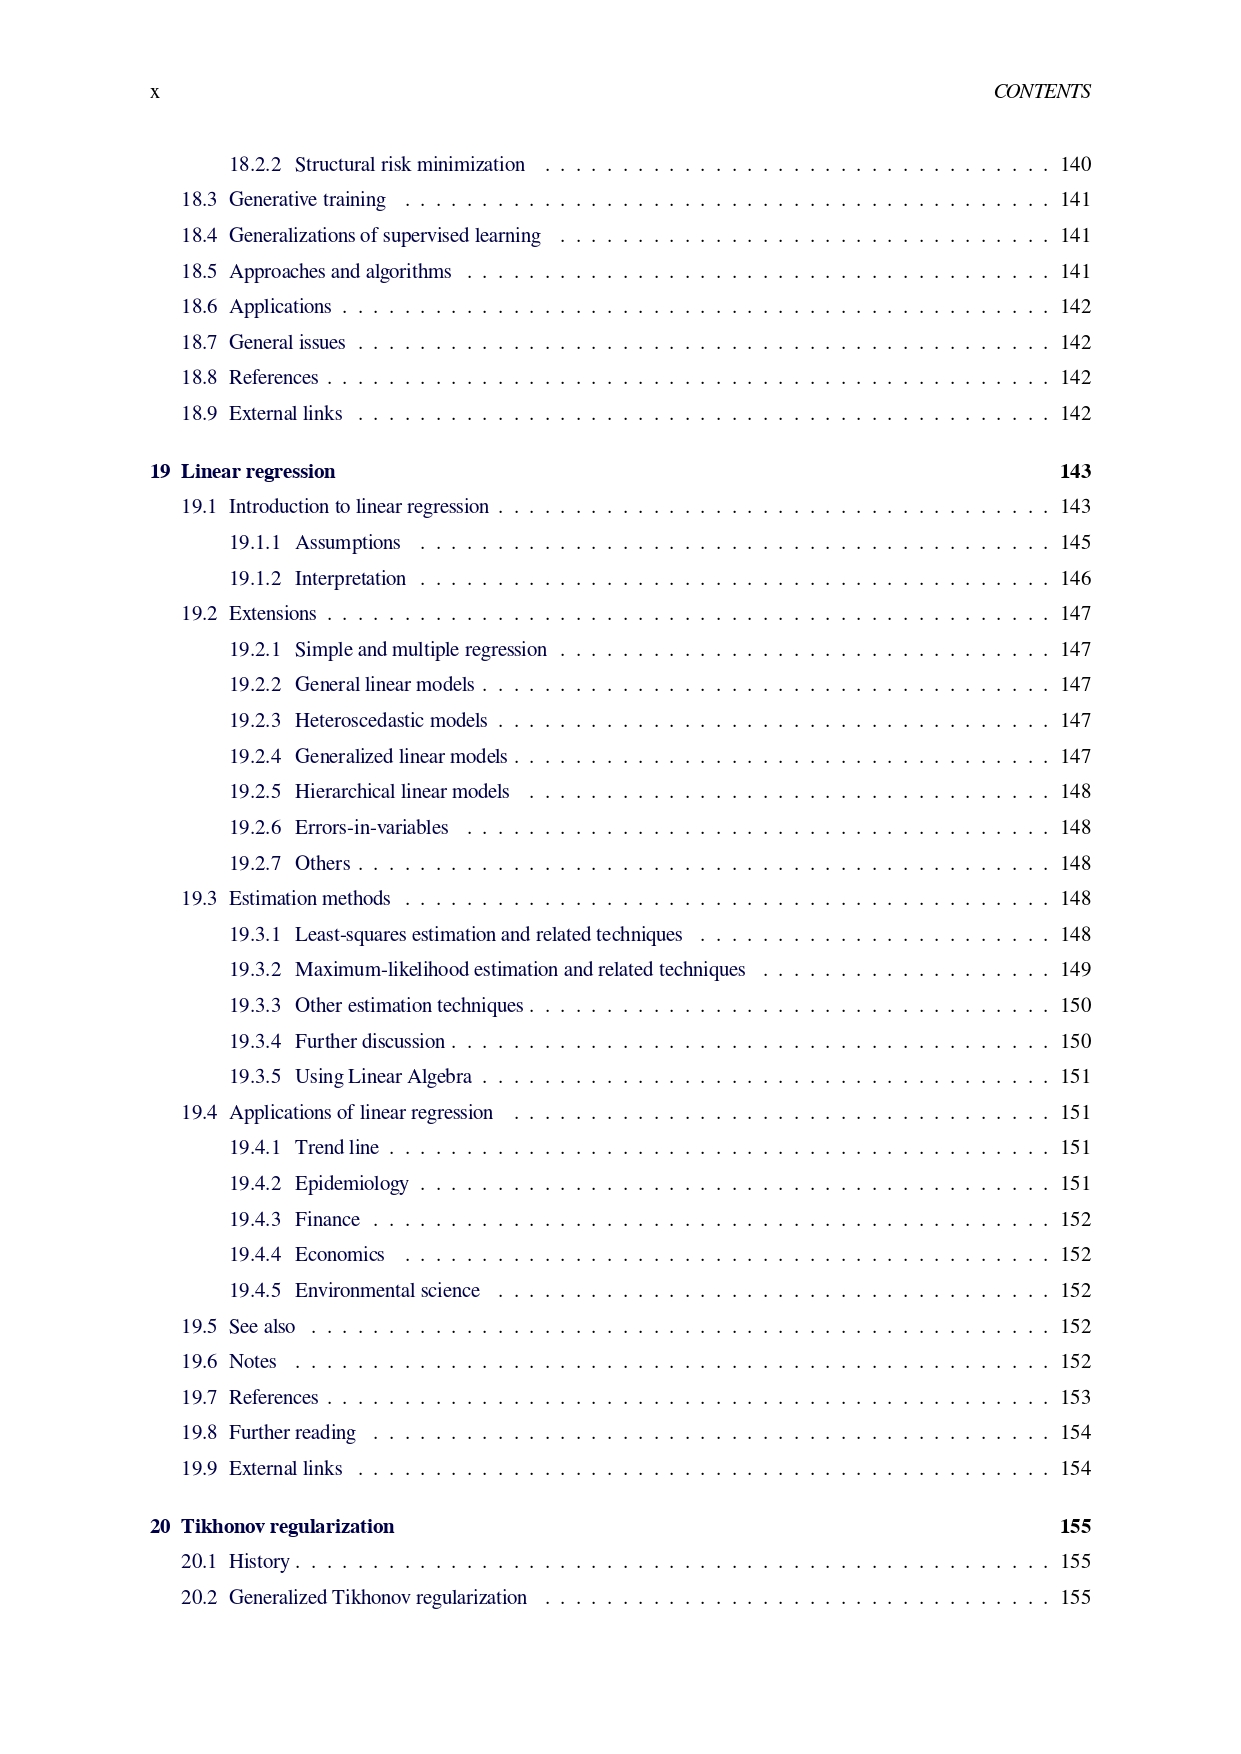 x CONTENTS
18.2.2 Structural risk minimization . . . . . . . . . . . . . . . . . . . . . . . . . . . . . . . . . 140
18.3 Generative training . . . . . . . . . . . . . . . . . . . . . . . . . . . . . . . . . . . . . . . . . . 141
18.4 Generalizations of supervised learning . . . . . . . . . . . . . . . . . . . . . . . . . . . . . . . . 141
18.5 Approaches and algorithms . . . . . . . . . . . . . . . . . . . . . . . . . . . . . . . . . . . . . . 141
18.6 Applications . . . . . . . . . . . . . . . . . . . . . . . . . . . . . . . . . . . . . . . . . . . . . . 142
18.7 General issues . . . . . . . . . . . . . . . . . . . . . . . . . . . . . . . . . . . . . . . . . . . . . 142
18.8 References . . . . . . . . . . . . . . . . . . . . . . . . . . . . . . . . . . . . . . . . . . . . . . . 142
18.9 External links . . . . . . . . . . . . . . . . . . . . . . . . . . . . . . . . . . . . . . . . . . . . . 142
19 Linear regression 143
19.1 Introduction to linear regression . . . . . . . . . . . . . . . . . . . . . . . . . . . . . . . . . . . . 143
19.1.1 Assumptions . . . . . . . . . . . . . . . . . . . . . . . . . . . . . . . . . . . . . . . . . 145
19.1.2 Interpretation . . . . . . . . . . . . . . . . . . . . . . . . . . . . . . . . . . . . . . . . . 146
19.2 Extensions . . . . . . . . . . . . . . . . . . . . . . . . . . . . . . . . . . . . . . . . . . . . . . . 147
19.2.1 Simple and multiple regression . . . . . . . . . . . . . . . . . . . . . . . . . . . . . . . . 147
19.2.2 General linear models . . . . . . . . . . . . . . . . . . . . . . . . . . . . . . . . . . . . . 147
19.2.3 Heteroscedastic models . . . . . . . . . . . . . . . . . . . . . . . . . . . . . . . . . . . . 147
19.2.4 Generalized linear models . . . . . . . . . . . . . . . . . . . . . . . . . . . . . . . . . . . 147
19.2.5 Hierarchical linear models . . . . . . . . . . . . . . . . . . . . . . . . . . . . . . . . . . 148
19.2.6 Errors-in-variables . . . . . . . . . . . . . . . . . . . . . . . . . . . . . . . . . . . . . . 148
19.2.7 Others . . . . . . . . . . . . . . . . . . . . . . . . . . . . . . . . . . . . . . . . . . . . . 148
19.3 Estimation methods . . . . . . . . . . . . . . . . . . . . . . . . . . . . . . . . . . . . . . . . . . 148
19.3.1 Least-squares estimation and related techniques . . . . . . . . . . . . . . . . . . . . . . . 148
19.3.2 Maximum-likelihood estimation and related techniques . . . . . . . . . . . . . . . . . . . 149
19.3.3 Other estimation techniques . . . . . . . . . . . . . . . . . . . . . . . . . . . . . . . . . . 150
19.3.4 Further discussion . . . . . . . . . . . . . . . . . . . . . . . . . . . . . . . . . . . . . . . 150
19.3.5 Using Linear Algebra . . . . . . . . . . . . . . . . . . . . . . . . . . . . . . . . . . . . . 151
19.4 Applications of linear regression . . . . . . . . . . . . . . . . . . . . . . . . . . . . . . . . . . . 151
19.4.1 Trend line . . . . . . . . . . . . . . . . . . . . . . . . . . . . . . . . . . . . . . . . . . . 151
19.4.2 Epidemiology . . . . . . . . . . . . . . . . . . . . . . . . . . . . . . . . . . . . . . . . . 151
19.4.3 Finance . . . . . . . . . . . . . . . . . . . . . . . . . . . . . . . . . . . . . . . . . . . . 152
19.4.4 Economics . . . . . . . . . . . . . . . . . . . . . . . . . . . . . . . . . . . . . . . . . . 152
19.4.5 Environmental science . . . . . . . . . . . . . . . . . . . . . . . . . . . . . . . . . . . . 152
19.5 See also . . . . . . . . . . . . . . . . . . . . . . . . . . . . . . . . . . . . . . . . . . . . . . . . 152
19.6 Notes . . . . . . . . . . . . . . . . . . . . . . . . . . . . . . . . . . . . . . . . . . . . . . . . . 152
19.7 References . . . . . . . . . . . . . . . . . . . . . . . . . . . . . . . . . . . . . . . . . . . . . . . 153
19.8 Further reading . . . . . . . . . . . . . . . . . . . . . . . . . . . . . . . . . . . . . . . . . . . . 154
19.9 External links . . . . . . . . . . . . . . . . . . . . . . . . . . . . . . . . . . . . . . . . . . . . . 154
20 Tikhonov regularization 155
20.1 History . . . . . . . . . . . . . . . . . . . . . . . . . . . . . . . . . . . . . . . . . . . . . . . . . 155
20.2 Generalized Tikhonov regularization . . . . . . . . . . . . . . . . . . . . . . . . . . . . . . . . . 155